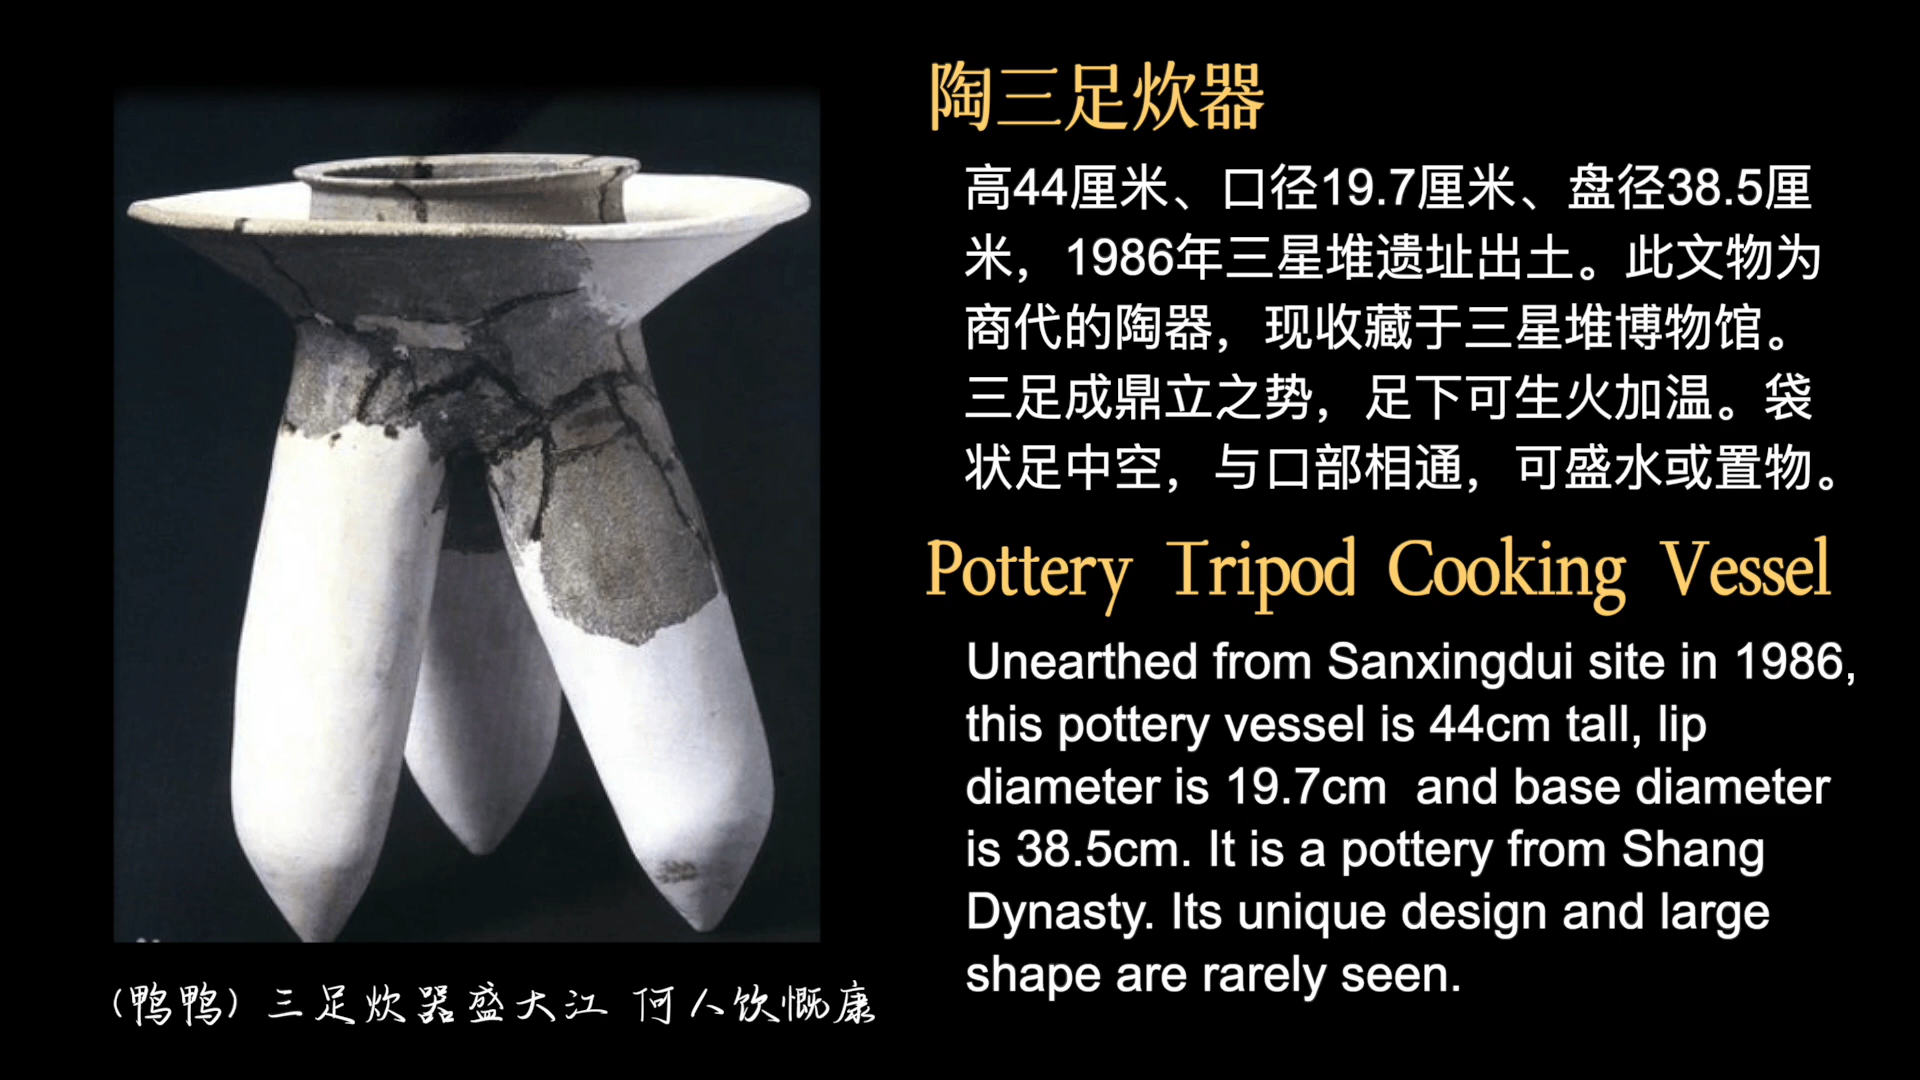 陶三足炊器
高44厘米、口径19.7厘米、盘径38.5厘
米，1986年三星堆遗址出土。此文物为
商代的陶器，现收藏于三星堆博物馆。
三足成鼎立之势，足下可生火加温。袋
状足中空，与口部相通，可盛水或置物。
Pottery Tripod Cooking Vessel
Unearthed from Sanxingdui site in 1986,
this pottery vessel is 44cm tall, lip
diameter is 19.7cm and base diameter
is 38.5cm. It is a pottery from Shang
Dynasty. Its unique design and large
shape are rarely seen.
(鸭鸭) 三足炊器盛大江 何人饮慨康